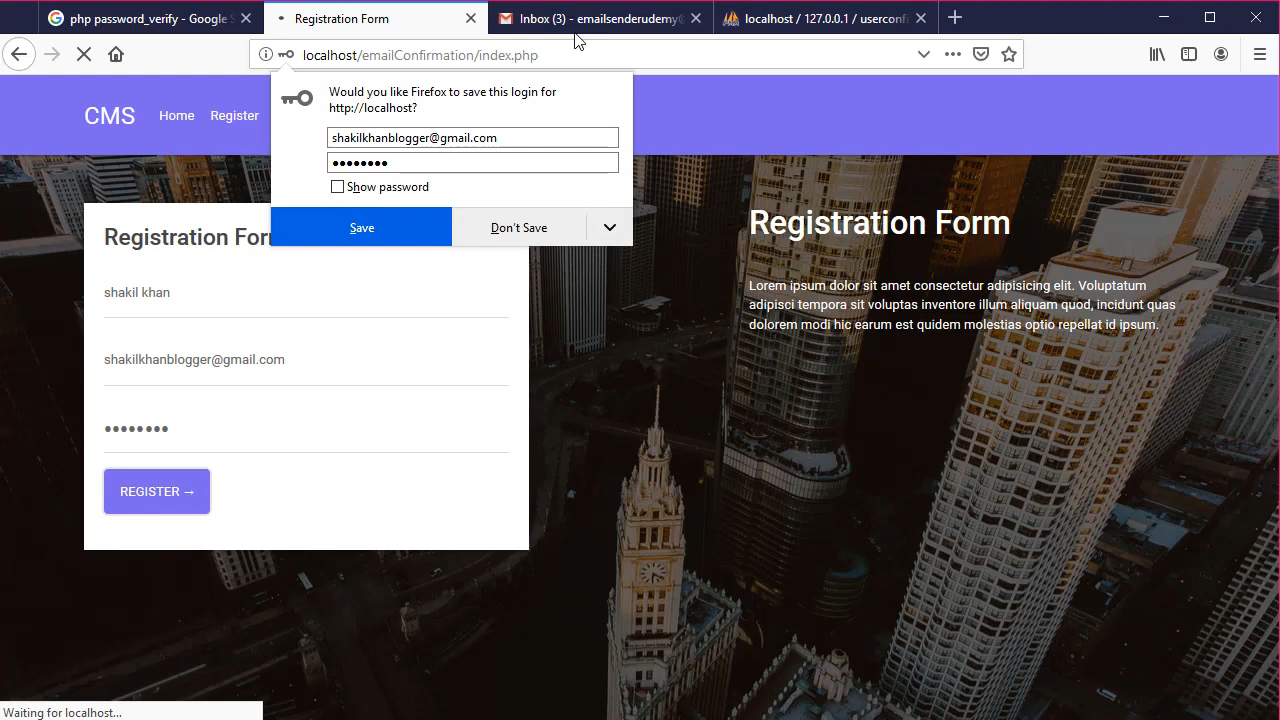 php password_verify - Google S
Registration Form
Inbox (3) - emailsenderudemy@
localhost / 127.0.0.1 / userconfi
localhost/emailConfirmation/index.php
Would you like Firefox to save this login for
http://localhost?
shakilkhanblogger@gmail.com
Show password
Save
Don't Save
CMS
Home
Register
Registration For
shakil khan
shakilkhanblogger@gmail.com
REGISTER →
Registration Form
Lorem ipsum dolor sit amet consectetur adipisicing elit. Voluptatum
adipisci tempora sit voluptas inventore illum aliquam quod, incidunt quas
dolorem modi hic earum est quidem molestias optio repellat id ipsum.
Waiting for localhost...